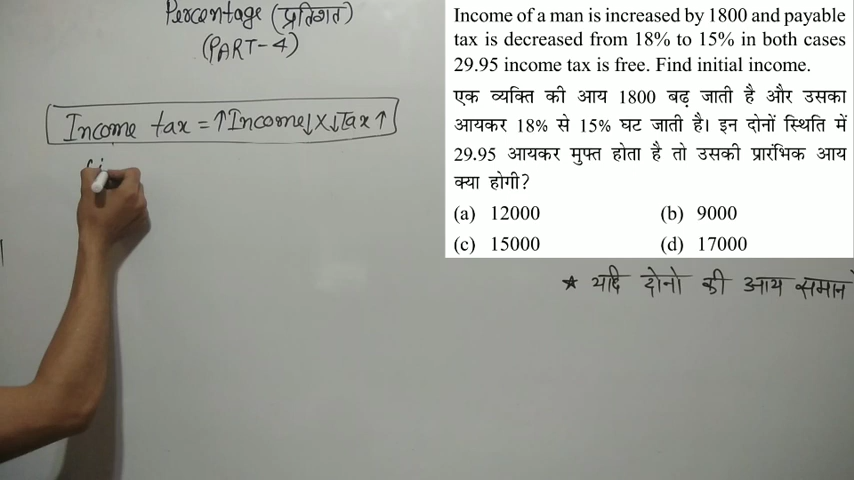 Percentage (प्रतिशत)
(PART-4)
Income tax = ↑Income↓×↓Tax↑
Income of a man is increased by 1800 and payable
tax is decreased from 18% to 15% in both cases
29.95 income tax is free. Find initial income.
एक व्यक्ति की आय 1800 बढ़ जाती है और उसका
आयकर 18% से 15% घट जाती है। इन दोनों स्थिति में
29.95 आयकर मुफ्त होता है तो उसकी प्रारंभिक आय
क्या होगी?
(a) 12000 (b) 9000
(c) 15000 (d) 17000
* यदि दोनो की आय समान